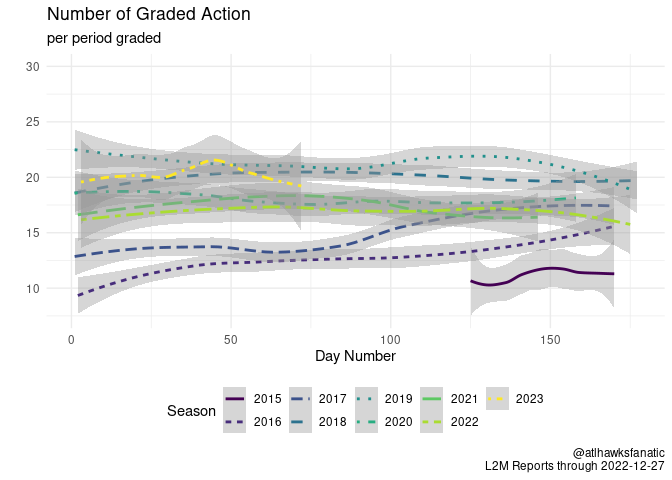 Number of Graded Action
per period graded
30
25
20
15
10
0 50 100 150
Day Number
Season 2015 2017 2019 2021 2023
2016 2018 2020 2022
@atlhawksfanatic
L2M Reports through 2022-12-27